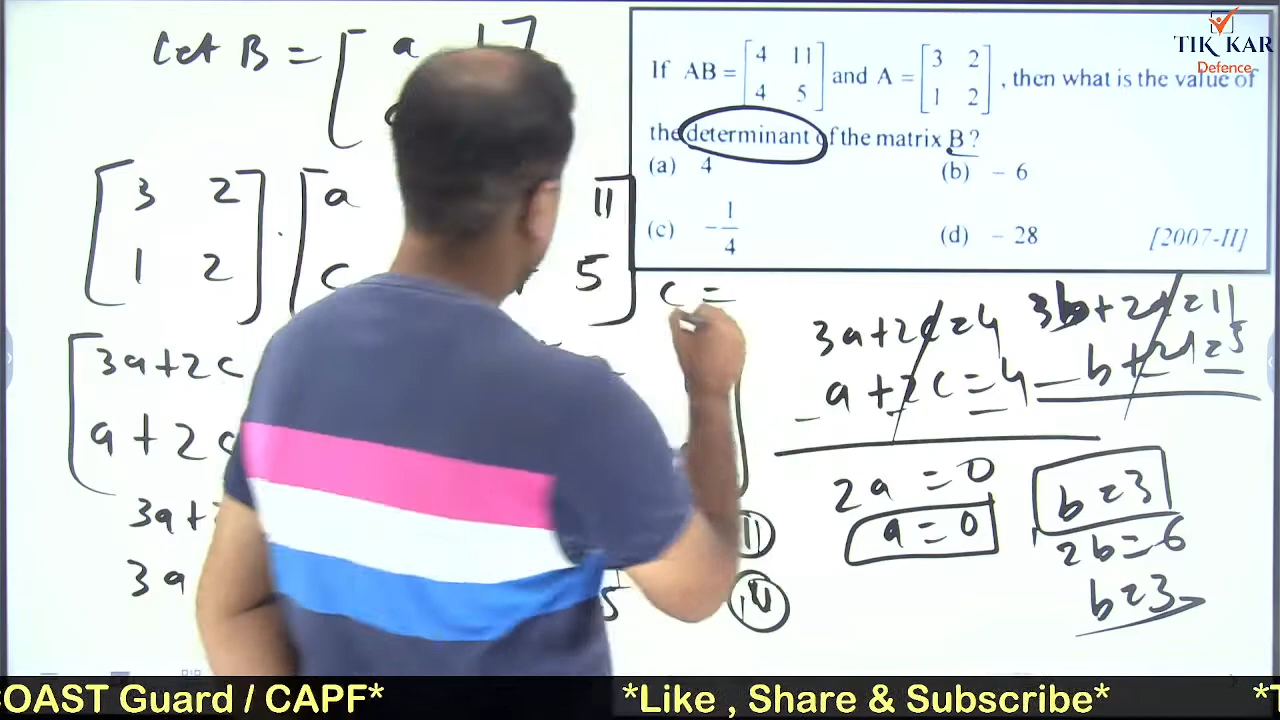 Let B = [ a
TIK KAR
Defence
If AB = [ 4 11 and A = [ 3 2 , then what is the value of
4 5 ] 1 2 ]
the determinant of the matrix B ?
(a) 4 (b) - 6
(c) - 1/4 (d) - 28 [2007-II]
[ 3 2 ] . [ a 11 ]
1 2 c 5
c =
3a+2c=4
a+2c=4
2a = 0
a = 0
3b+2d=11
b+2d=5
b=3
2b=6
b=3
[ 3a+2c
a+2c
3a+
3a
5
11
COAST Guard / CAPF* *Like , Share & Subscribe*